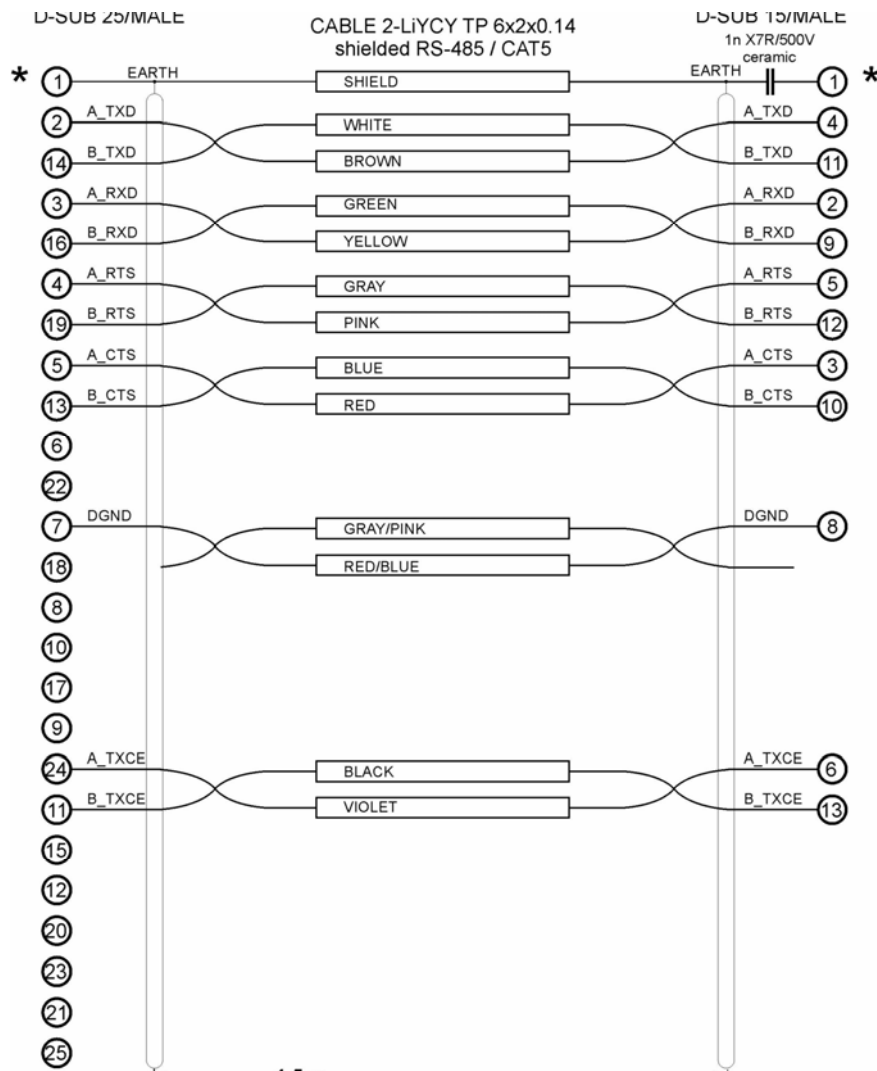 D-SUB 25/MALE
CABLE 2-LiYCY TP 6x2x0.14
shielded RS-485 / CAT5
D-SUB 15/MALE
1n X7R/500V
ceramic
* 1 EARTH SHIELD EARTH 1 *
2 A_TXD WHITE A_TXD 4
14 B_TXD BROWN B_TXD 11
3 A_RXD GREEN A_RXD 2
16 B_RXD YELLOW B_RXD 9
4 A_RTS GRAY A_RTS 5
19 B_RTS PINK B_RTS 12
5 A_CTS BLUE A_CTS 3
13 B_CTS RED B_CTS 10
6
22
7 DGND GRAY/PINK DGND 8
18 RED/BLUE
8
10
17
9
24 A_TXCE BLACK A_TXCE 6
11 B_TXCE VIOLET B_TXCE 13
15
12
20
23
21
25